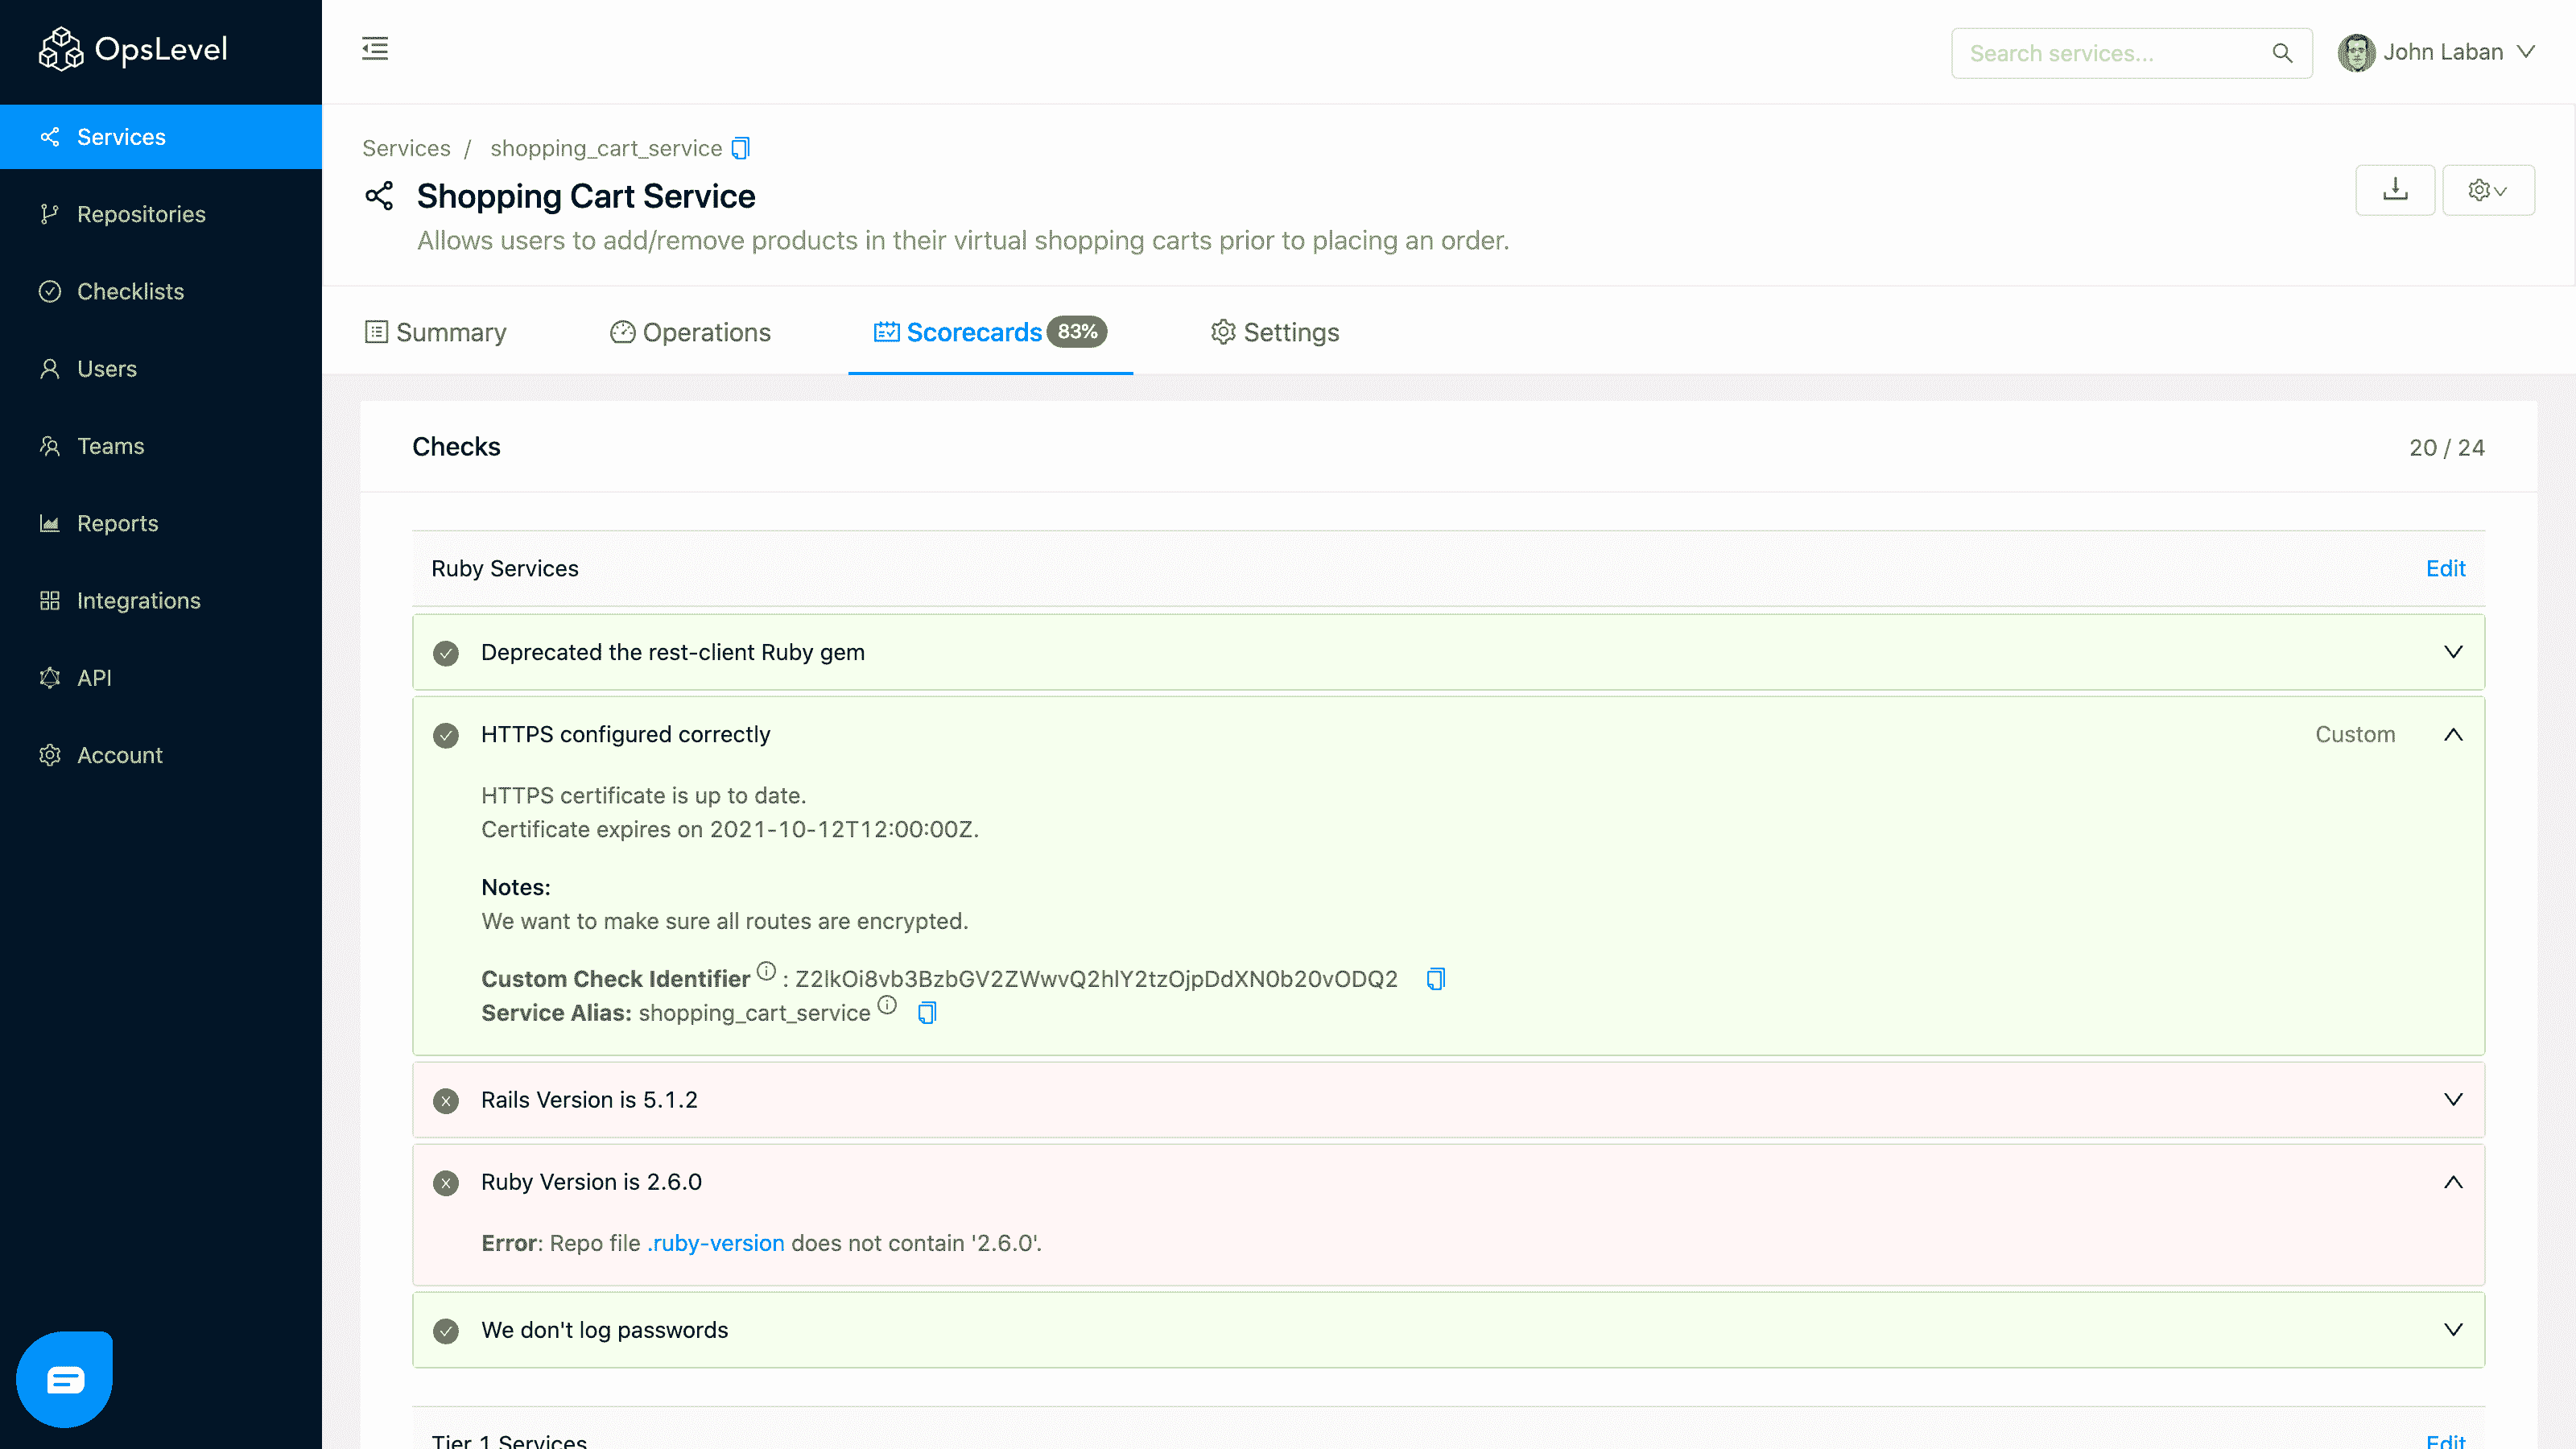 OpsLevel
Search services...
John Laban
Services
Repositories
Checklists
Users
Teams
Reports
Integrations
API
Account
Services / shopping_cart_service
Shopping Cart Service
Allows users to add/remove products in their virtual shopping carts prior to placing an order.
Summary
Operations
Scorecards 83%
Settings
Checks
20 / 24
Ruby Services
Edit
Deprecated the rest-client Ruby gem
HTTPS configured correctly
Custom
HTTPS certificate is up to date.
Certificate expires on 2021-10-12T12:00:00Z.
Notes:
We want to make sure all routes are encrypted.
Custom Check Identifier : Z2lkOi8vb3BzbGV2ZWwvQ2hlY2tzOjpDdXN0b20vODQ2
Service Alias: shopping_cart_service
Rails Version is 5.1.2
Ruby Version is 2.6.0
Error: Repo file .ruby-version does not contain '2.6.0'.
We don't log passwords
Tier 1 Services
Edit